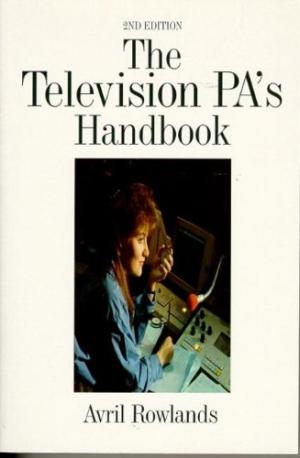 2ND EDITION
The
Television PA's
Handbook
Avril Rowlands